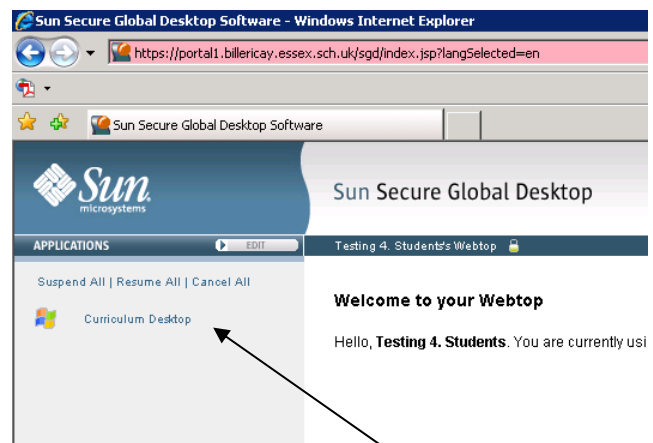 Sun Secure Global Desktop Software - Windows Internet Explorer
https://portal1.billericay.essex.sch.uk/sgd/index.jsp?langSelected=en
Sun Secure Global Desktop Software
Sun
microsystems
Sun Secure Global Desktop
APPLICATIONS
EDIT
Testing 4. Students's Webtop
Suspend All | Resume All | Cancel All
Curriculum Desktop
Welcome to your Webtop
Hello, Testing 4. Students. You are currently usi